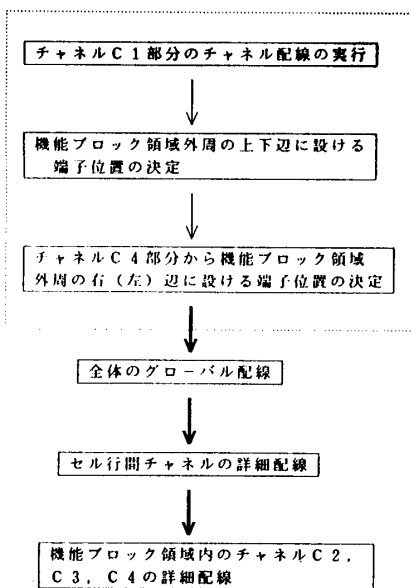 チャネルC1部分のチャネル配線の実行
機能ブロック領域外周の上下辺に設ける
端子位置の決定
チャネルC4部分から機能ブロック領域
外周の右(左)辺に設ける端子位置の決定
全体のグローバル配線
セル行間チャネルの詳細配線
機能ブロック領域内のチャネルC2,
C3,C4の詳細配線